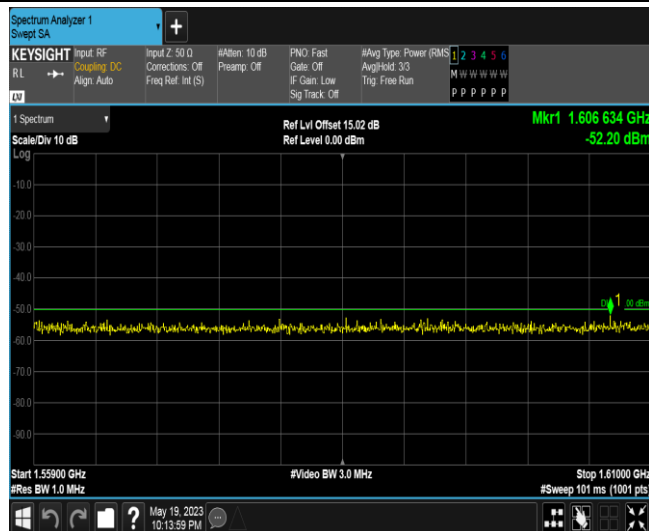 Spectrum Analyzer 1
Swept SA
+
KEYSIGHT
RL
LXI
Input: RF
Coupling: DC
Align: Auto
Input Z: 50 Ω
Corrections: Off
Freq Ref: Int (S)
#Atten: 10 dB
Preamp: Off
PNO: Fast
Gate: Off
IF Gain: Low
Sig Track: Off
#Avg Type: Power (RMS
Avg|Hold: 3/3
Trig: Free Run
1 2 3 4 5 6
M W W W W W
P P P P P P
1 Spectrum
Scale/Div 10 dB
Log
Ref Lvl Offset 15.02 dB
Ref Level 0.00 dBm
Mkr1 1.606 634 GHz
-52.20 dBm
-10.0
-20.0
-30.0
-40.0
-50.0
-60.0
-70.0
-80.0
-90.0
1
.00 dBm
Start 1.55900 GHz
#Res BW 1.0 MHz
#Video BW 3.0 MHz
Stop 1.61000 GHz
#Sweep 101 ms (1001 pts)
?
May 19, 2023
10:13:59 PM